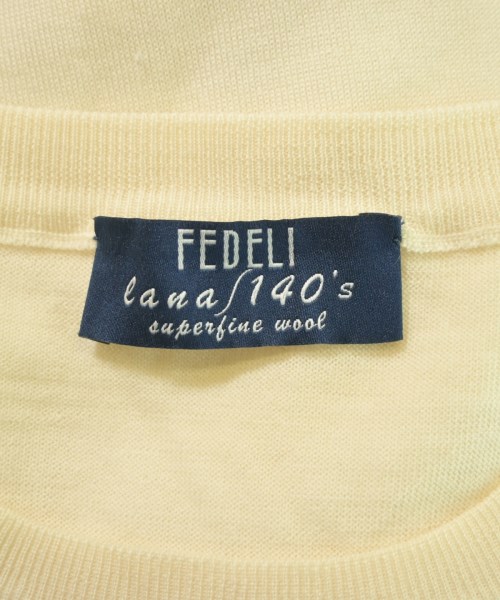 FEDELI
lana/140's
superfine wool